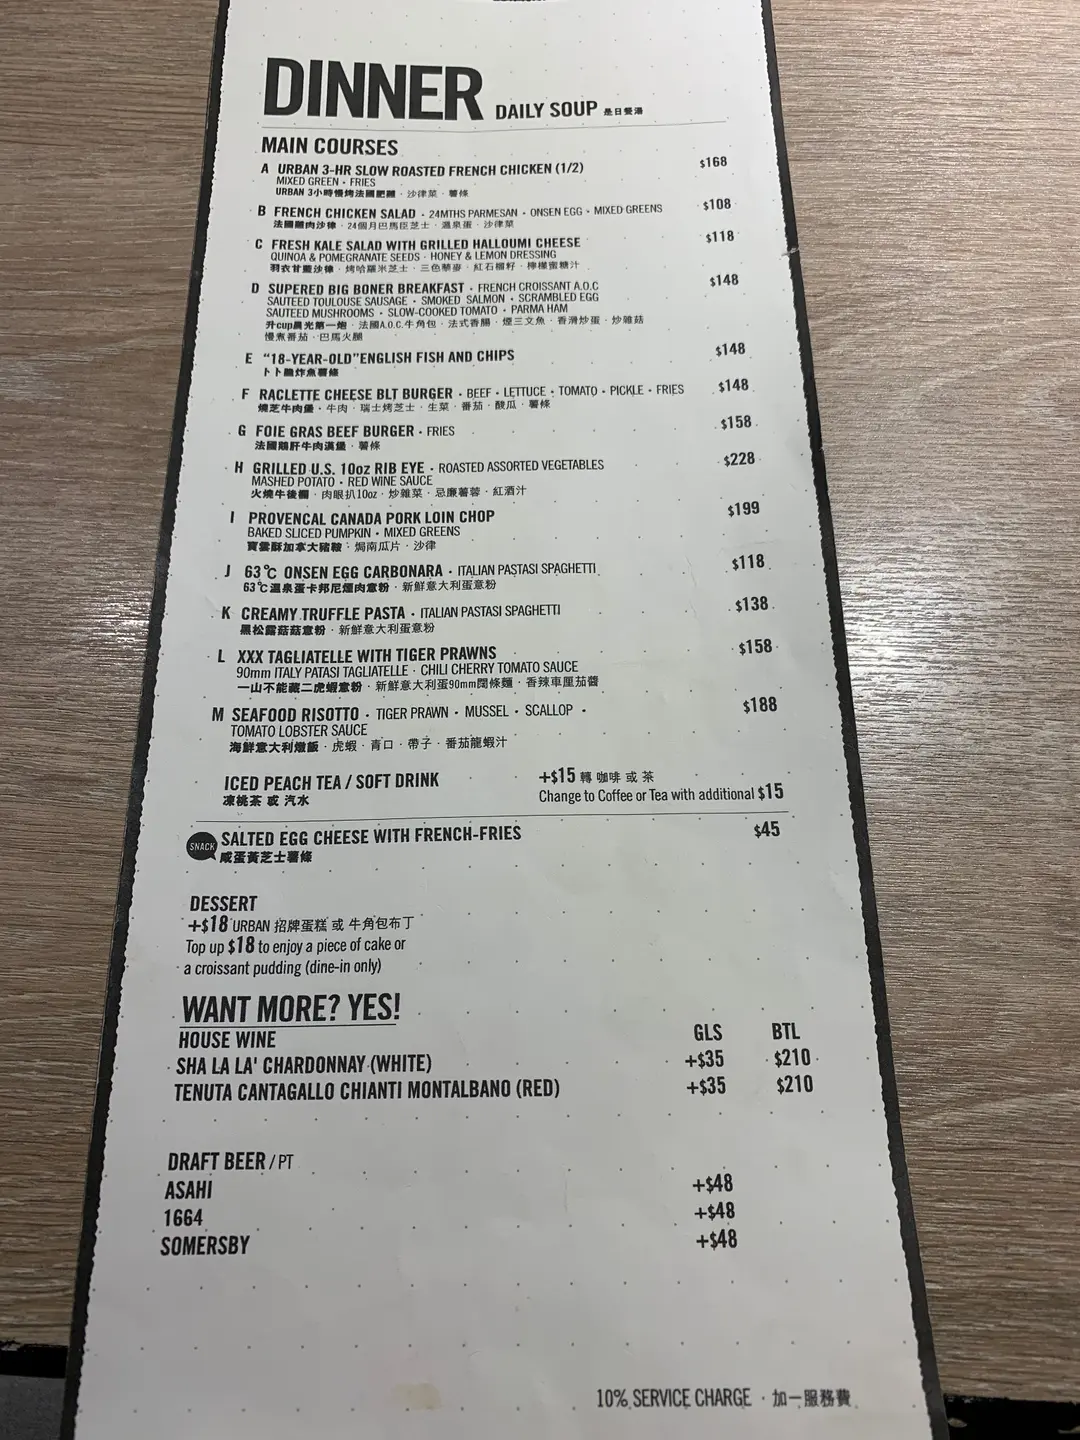 DINNER DAILY SOUP 是日餐湯
MAIN COURSES
A URBAN 3-HR SLOW ROASTED FRENCH CHICKEN (1/2) $168
MIXED GREEN · FRIES
URBAN 3小時慢烤法國肥雞 · 沙律菜 · 薯條
B FRENCH CHICKEN SALAD · 24MTHS PARMESAN · ONSEN EGG · MIXED GREENS $108
法國雞肉沙律 · 24個月巴馬臣芝士 · 溫泉蛋 · 沙律菜
C FRESH KALE SALAD WITH GRILLED HALLOUMI CHEESE $118
QUINOA & POMEGRANATE SEEDS · HONEY & LEMON DRESSING
羽衣甘藍沙律 · 烤哈羅米芝士 · 三色藜麥 · 紅石榴籽 · 檸檬蜜糖汁
D SUPERED BIG BONER BREAKFAST · FRENCH CROISSANT A.O.C $148
SAUTEED TOULOUSE SAUSAGE · SMOKED SALMON · SCRAMBLED EGG
SAUTEED MUSHROOMS · SLOW-COOKED TOMATO · PARMA HAM
升cup晨光第一炮 · 法國A.O.C.牛角包 · 法式香腸 · 煙三文魚 · 香滑炒蛋 · 炒雜菇
慢煮番茄 · 巴馬火腿
E “18-YEAR-OLD”ENGLISH FISH AND CHIPS $148
卜卜脆炸魚薯條
F RACLETTE CHEESE BLT BURGER · BEEF · LETTUCE · TOMATO · PICKLE · FRIES $148
燒芝牛肉堡 · 牛肉 · 瑞士烤芝士 · 生菜 · 番茄 · 酸瓜 · 薯條
G FOIE GRAS BEEF BURGER · FRIES $158
法國鵝肝牛肉漢堡 · 薯條
H GRILLED U.S. 10oz RIB EYE · ROASTED ASSORTED VEGETABLES $228
MASHED POTATO · RED WINE SAUCE
火燒牛後欄 · 肉眼扒10oz · 炒雜菜 · 忌廉薯蓉 · 紅酒汁
I PROVENCAL CANADA PORK LOIN CHOP $199
BAKED SLICED PUMPKIN · MIXED GREENS
寶雲酥加拿大豬鞍 · 焗南瓜片 · 沙律
J 63℃ ONSEN EGG CARBONARA · ITALIAN PASTASI SPAGHETTI $118
63℃溫泉蛋卡邦尼煙肉意粉 · 新鮮意大利蛋意粉
K CREAMY TRUFFLE PASTA · ITALIAN PASTASI SPAGHETTI $138
黑松露菇菇意粉 · 新鮮意大利蛋意粉
L XXX TAGLIATELLE WITH TIGER PRAWNS $158
90mm ITALY PATASI TAGLIATELLE · CHILI CHERRY TOMATO SAUCE
一山不能藏二虎蝦意粉 · 新鮮意大利蛋90mm闊條麵 · 香辣車厘茄醬
M SEAFOOD RISOTTO · TIGER PRAWN · MUSSEL · SCALLOP · $188
TOMATO LOBSTER SAUCE
海鮮意大利燉飯 · 虎蝦 · 青口 · 帶子 · 番茄龍蝦汁
ICED PEACH TEA / SOFT DRINK +$15 轉 咖啡 或 茶
凍桃茶 或 汽水 Change to Coffee or Tea with additional $15
SNACK SALTED EGG CHEESE WITH FRENCH-FRIES $45
咸蛋黃芝士薯條
DESSERT
+$18 URBAN 招牌蛋糕 或 牛角包布丁
Top up $18 to enjoy a piece of cake or
a croissant pudding (dine-in only)
WANT MORE? YES!
HOUSE WINE GLS BTL
SHA LA LA' CHARDONNAY (WHITE) +$35 $210
TENUTA CANTAGALLO CHIANTI MONTALBANO (RED) +$35 $210
DRAFT BEER / PT
ASAHI +$48
1664 +$48
SOMERSBY +$48
10% SERVICE CHARGE · 加一服務費